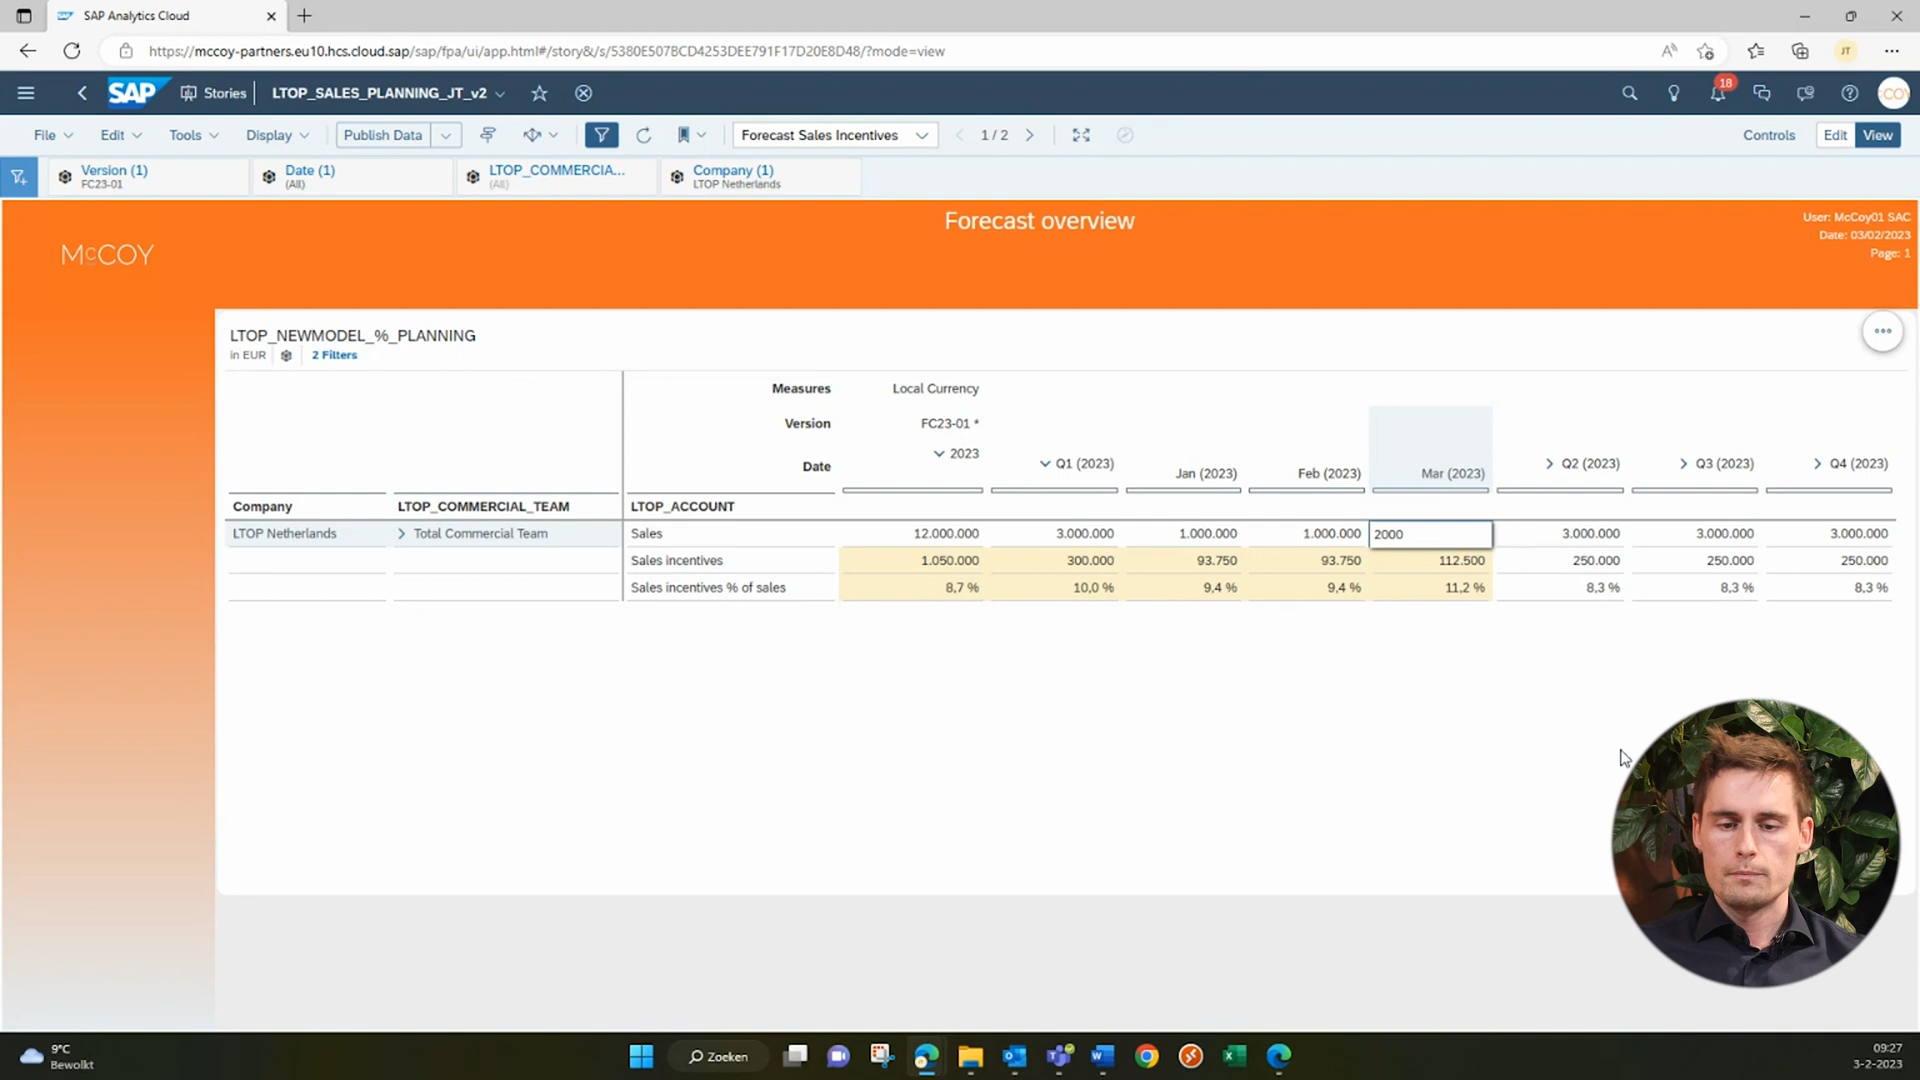 SAP Analytics Cloud
https://mccoy-partners.eu10.hcs.cloud.sap/sap/fpa/ui/app.html#/story&/s/5380E507BCD4253DEE791F17D20E8D48/?mode=view
JT
SAP Stories LTOP_SALES_PLANNING_JT_v2
18
File Edit Tools Display Publish Data Forecast Sales Incentives 1 / 2 Controls Edit View
Version (1) Date (1) LTOP_COMMERCIA... Company (1)
FC23-01 (All) (All) LTOP Netherlands
Forecast overview
User: McCoy01 SAC
Date: 03/02/2023
Page: 1
McCOY
LTOP_NEWMODEL_%_PLANNING
in EUR 2 Filters
Measures Local Currency
Version FC23-01 *
Date 2023 Q1 (2023) Jan (2023) Feb (2023) Mar (2023) Q2 (2023) Q3 (2023) Q4 (2023)
Company LTOP_COMMERCIAL_TEAM LTOP_ACCOUNT
LTOP Netherlands Total Commercial Team Sales 12.000.000 3.000.000 1.000.000 1.000.000 2000 3.000.000 3.000.000 3.000.000
Sales incentives 1.050.000 300.000 93.750 93.750 112.500 250.000 250.000 250.000
Sales incentives % of sales 8,7 % 10,0 % 9,4 % 9,4 % 11,2 % 8,3 % 8,3 % 8,3 %
9°C
Bewolkt
Zoeken
09:27
3-2-2023